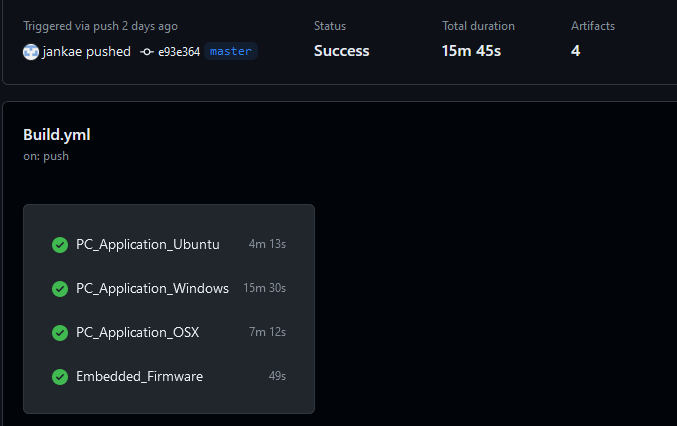 Triggered via push 2 days ago
jankae pushed e93e364 master
Status
Success
Total duration
15m 45s
Artifacts
4
Build.yml
on: push
PC_Application_Ubuntu 4m 13s
PC_Application_Windows 15m 30s
PC_Application_OSX 7m 12s
Embedded_Firmware 49s